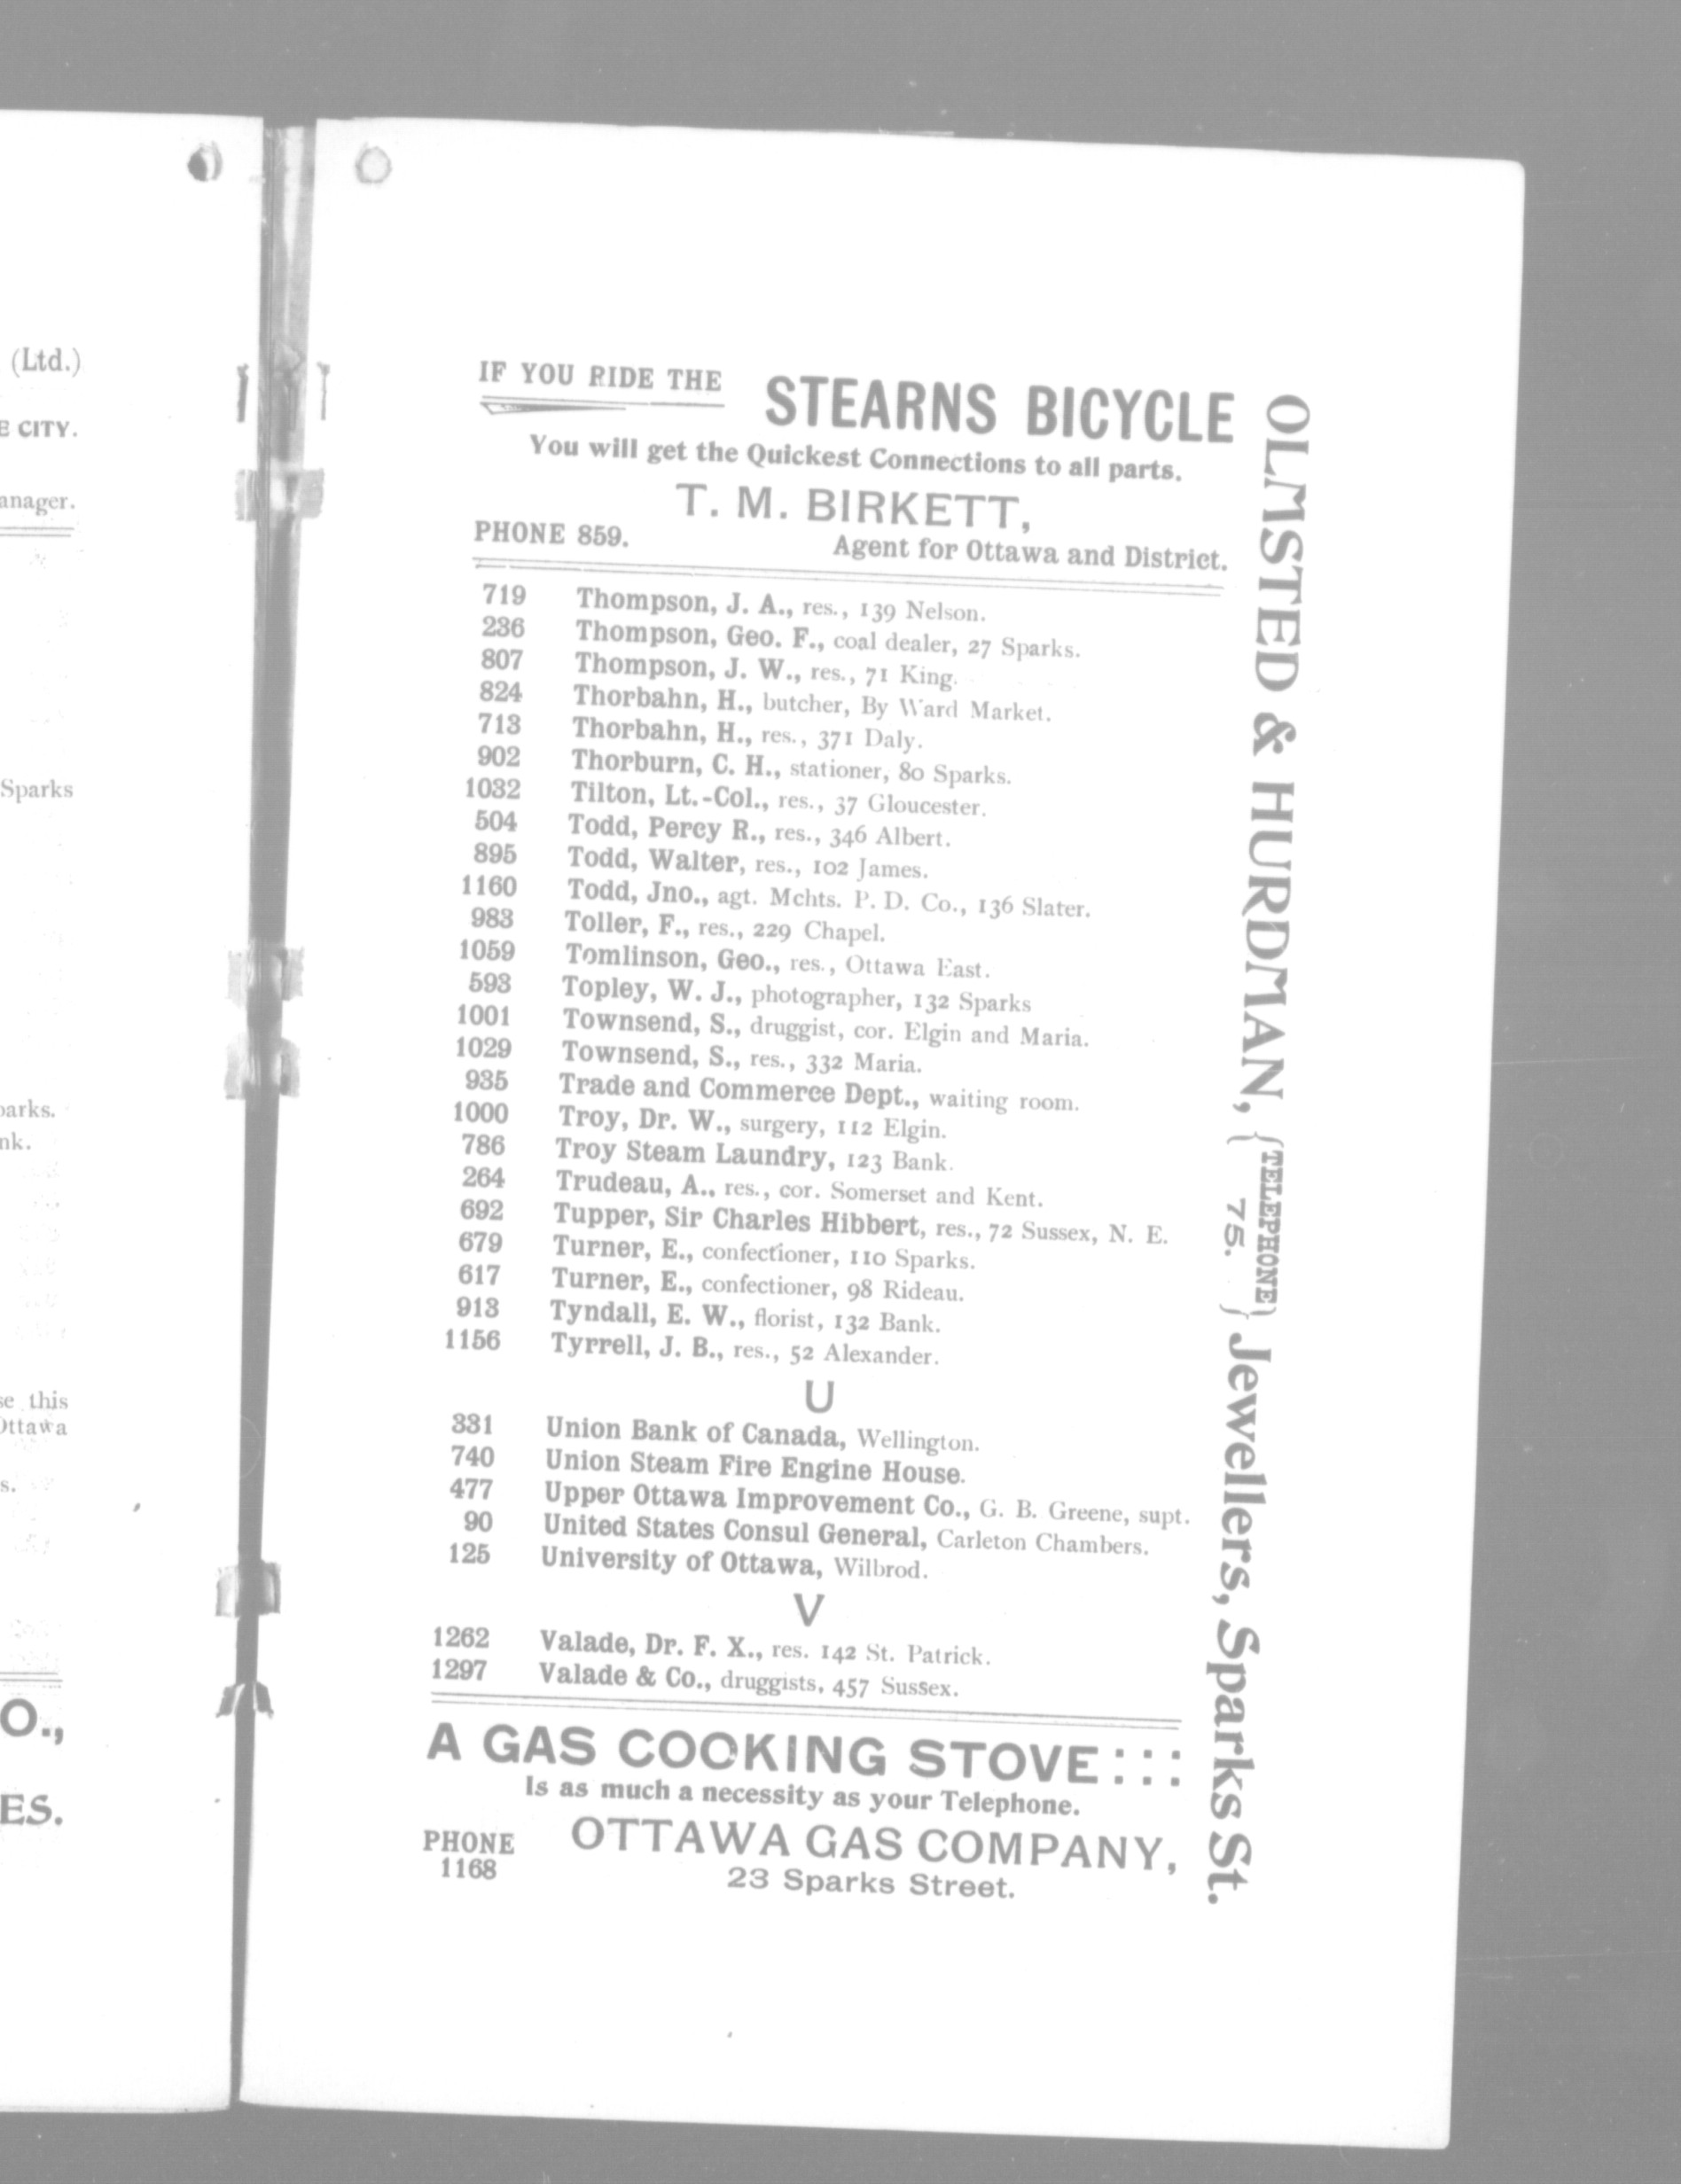 (Ltd.)
CITY.
Sparks
this
Ottawa
O.,
ES.
IF YOU RIDE THE STEARNS BICYCLE
You will get the Quickest Connections to all parts.
T. M. BIRKETT,
PHONE 859. Agent for Ottawa and District.
719 Thompson, J. A., res., 139 Nelson.
236 Thompson, Geo. F., coal dealer, 27 Sparks.
807 Thompson, J. W., res., 71 King.
824 Thorbahn, H., butcher, By Ward Market.
713 Thorbahn, H., res., 371 Daly.
902 Thorburn, C. H., stationer, 80 Sparks.
1032 Tilton, Lt.-Col., res., 37 Gloucester.
504 Todd, Percy R., res., 346 Albert.
895 Todd, Walter, res., 102 James.
1160 Todd, Jno., agt. Mchts. P. D. Co., 136 Slater.
983 Toller, F., res., 229 Chapel.
1059 Tomlinson, Geo., res., Ottawa East.
593 Topley, W. J., photographer, 132 Sparks
1001 Townsend, S., druggist, cor. Elgin and Maria.
1029 Townsend, S., res., 332 Maria.
935 Trade and Commerce Dept., waiting room.
1000 Troy, Dr. W., surgery, 112 Elgin.
786 Troy Steam Laundry, 123 Bank.
264 Trudeau, A., res., cor. Somerset and Kent.
692 Tupper, Sir Charles Hibbert, res., 72 Sussex, N. E.
679 Turner, E., confectioner, 110 Sparks.
617 Turner, E., confectioner, 98 Rideau.
913 Tyndall, E. W., florist, 132 Bank.
1156 Tyrrell, J. B., res., 52 Alexander.
U
331 Union Bank of Canada, Wellington.
740 Union Steam Fire Engine House.
477 Upper Ottawa Improvement Co., G. B. Greene, supt.
90 United States Consul General, Carleton Chambers.
125 University of Ottawa, Wilbrod.
V
1262 Valade, Dr. F. X., res. 142 St. Patrick.
1297 Valade & Co., druggists, 457 Sussex.
A GAS COOKING STOVE : : :
Is as much a necessity as your Telephone.
PHONE 1168 OTTAWA GAS COMPANY,
23 Sparks Street.
OLMSTED & HURDMAN, {TELEPHONE 75.} Jewellers, Sparks St.